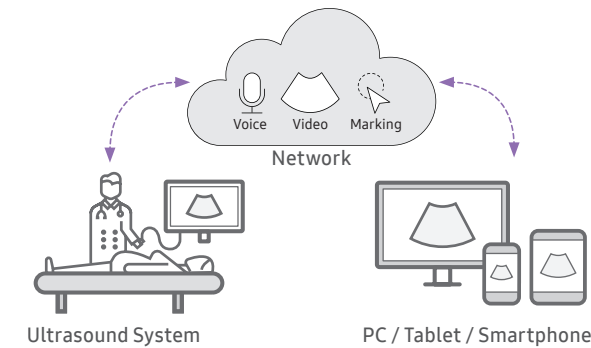 Voice Video Marking
Network
Ultrasound System
PC / Tablet / Smartphone